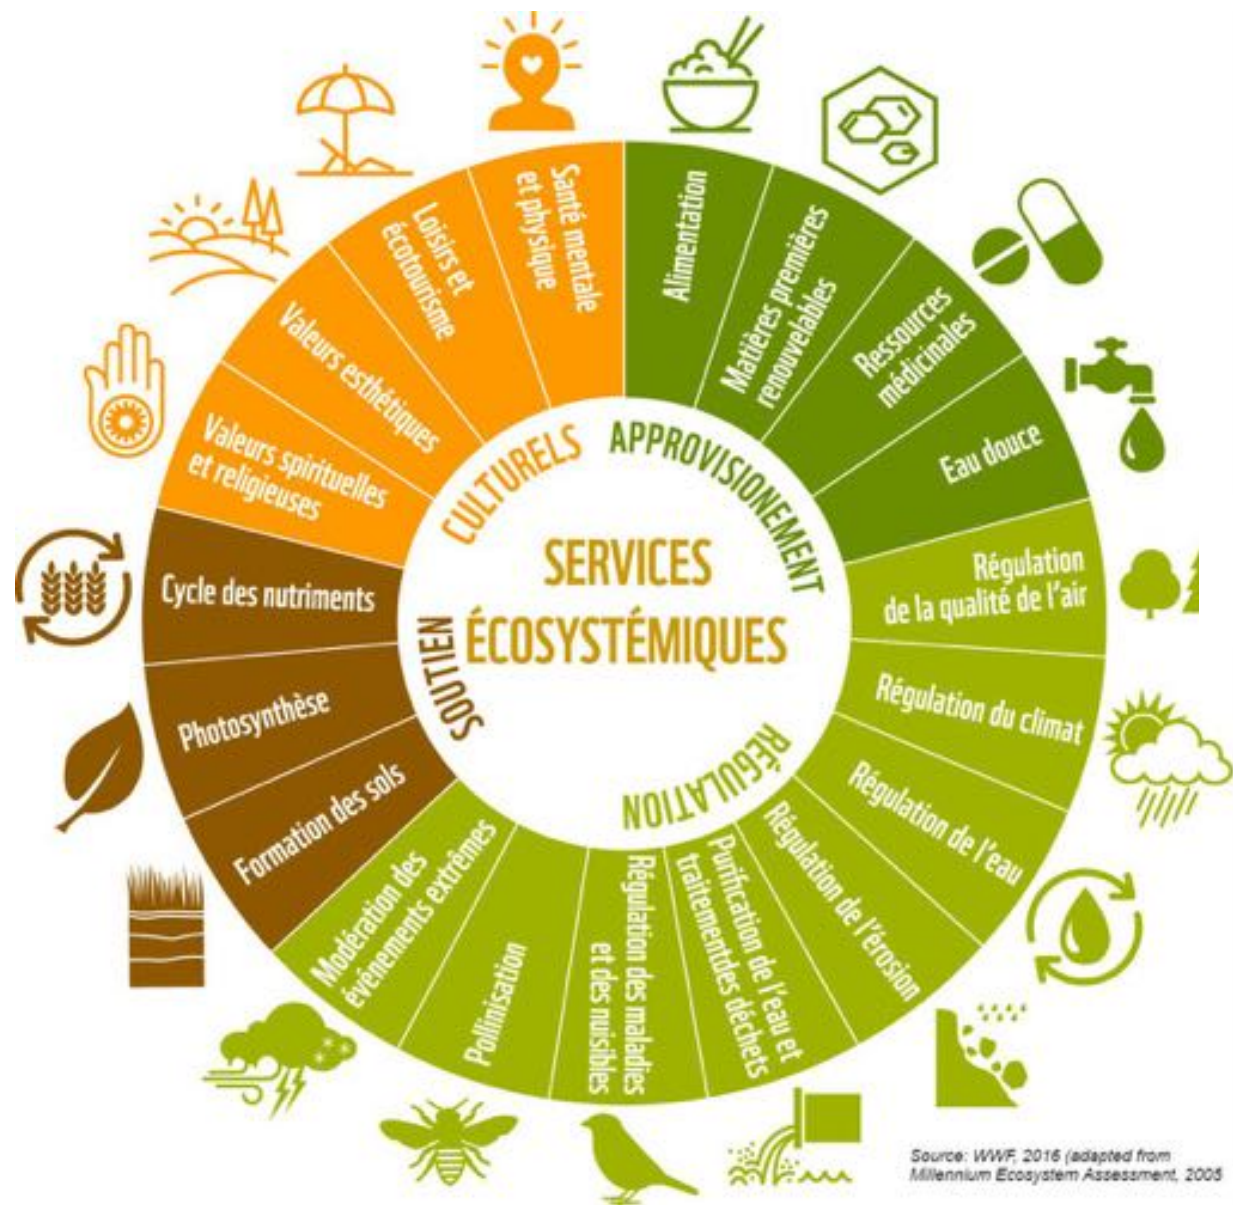 SERVICES
ÉCOSYSTÉMIQUES
APPROVISIONEMENT
Alimentation
Matières premières
renouvelables
Ressources
médicinales
Eau douce
RÉGULATION
Régulation
de la qualité de l'air
Régulation du climat
Régulation de l'eau
Régulation de l'érosion
Purification de l'eau et
traitementdes déchets
Régulation des maladies
et des nuisibles
Pollinisation
Modération des
événements extrêmes
SOUTIEN
Formation des sols
Photosynthèse
Cycle des nutriments
CULTURELS
Valeurs spirituelles
et religieuses
Valeurs esthétiques
Loisirs et
écotourisme
Santé mentale
et physique
Source: WWF, 2016 (adapted from
Millennium Ecosystem Assessment, 2005